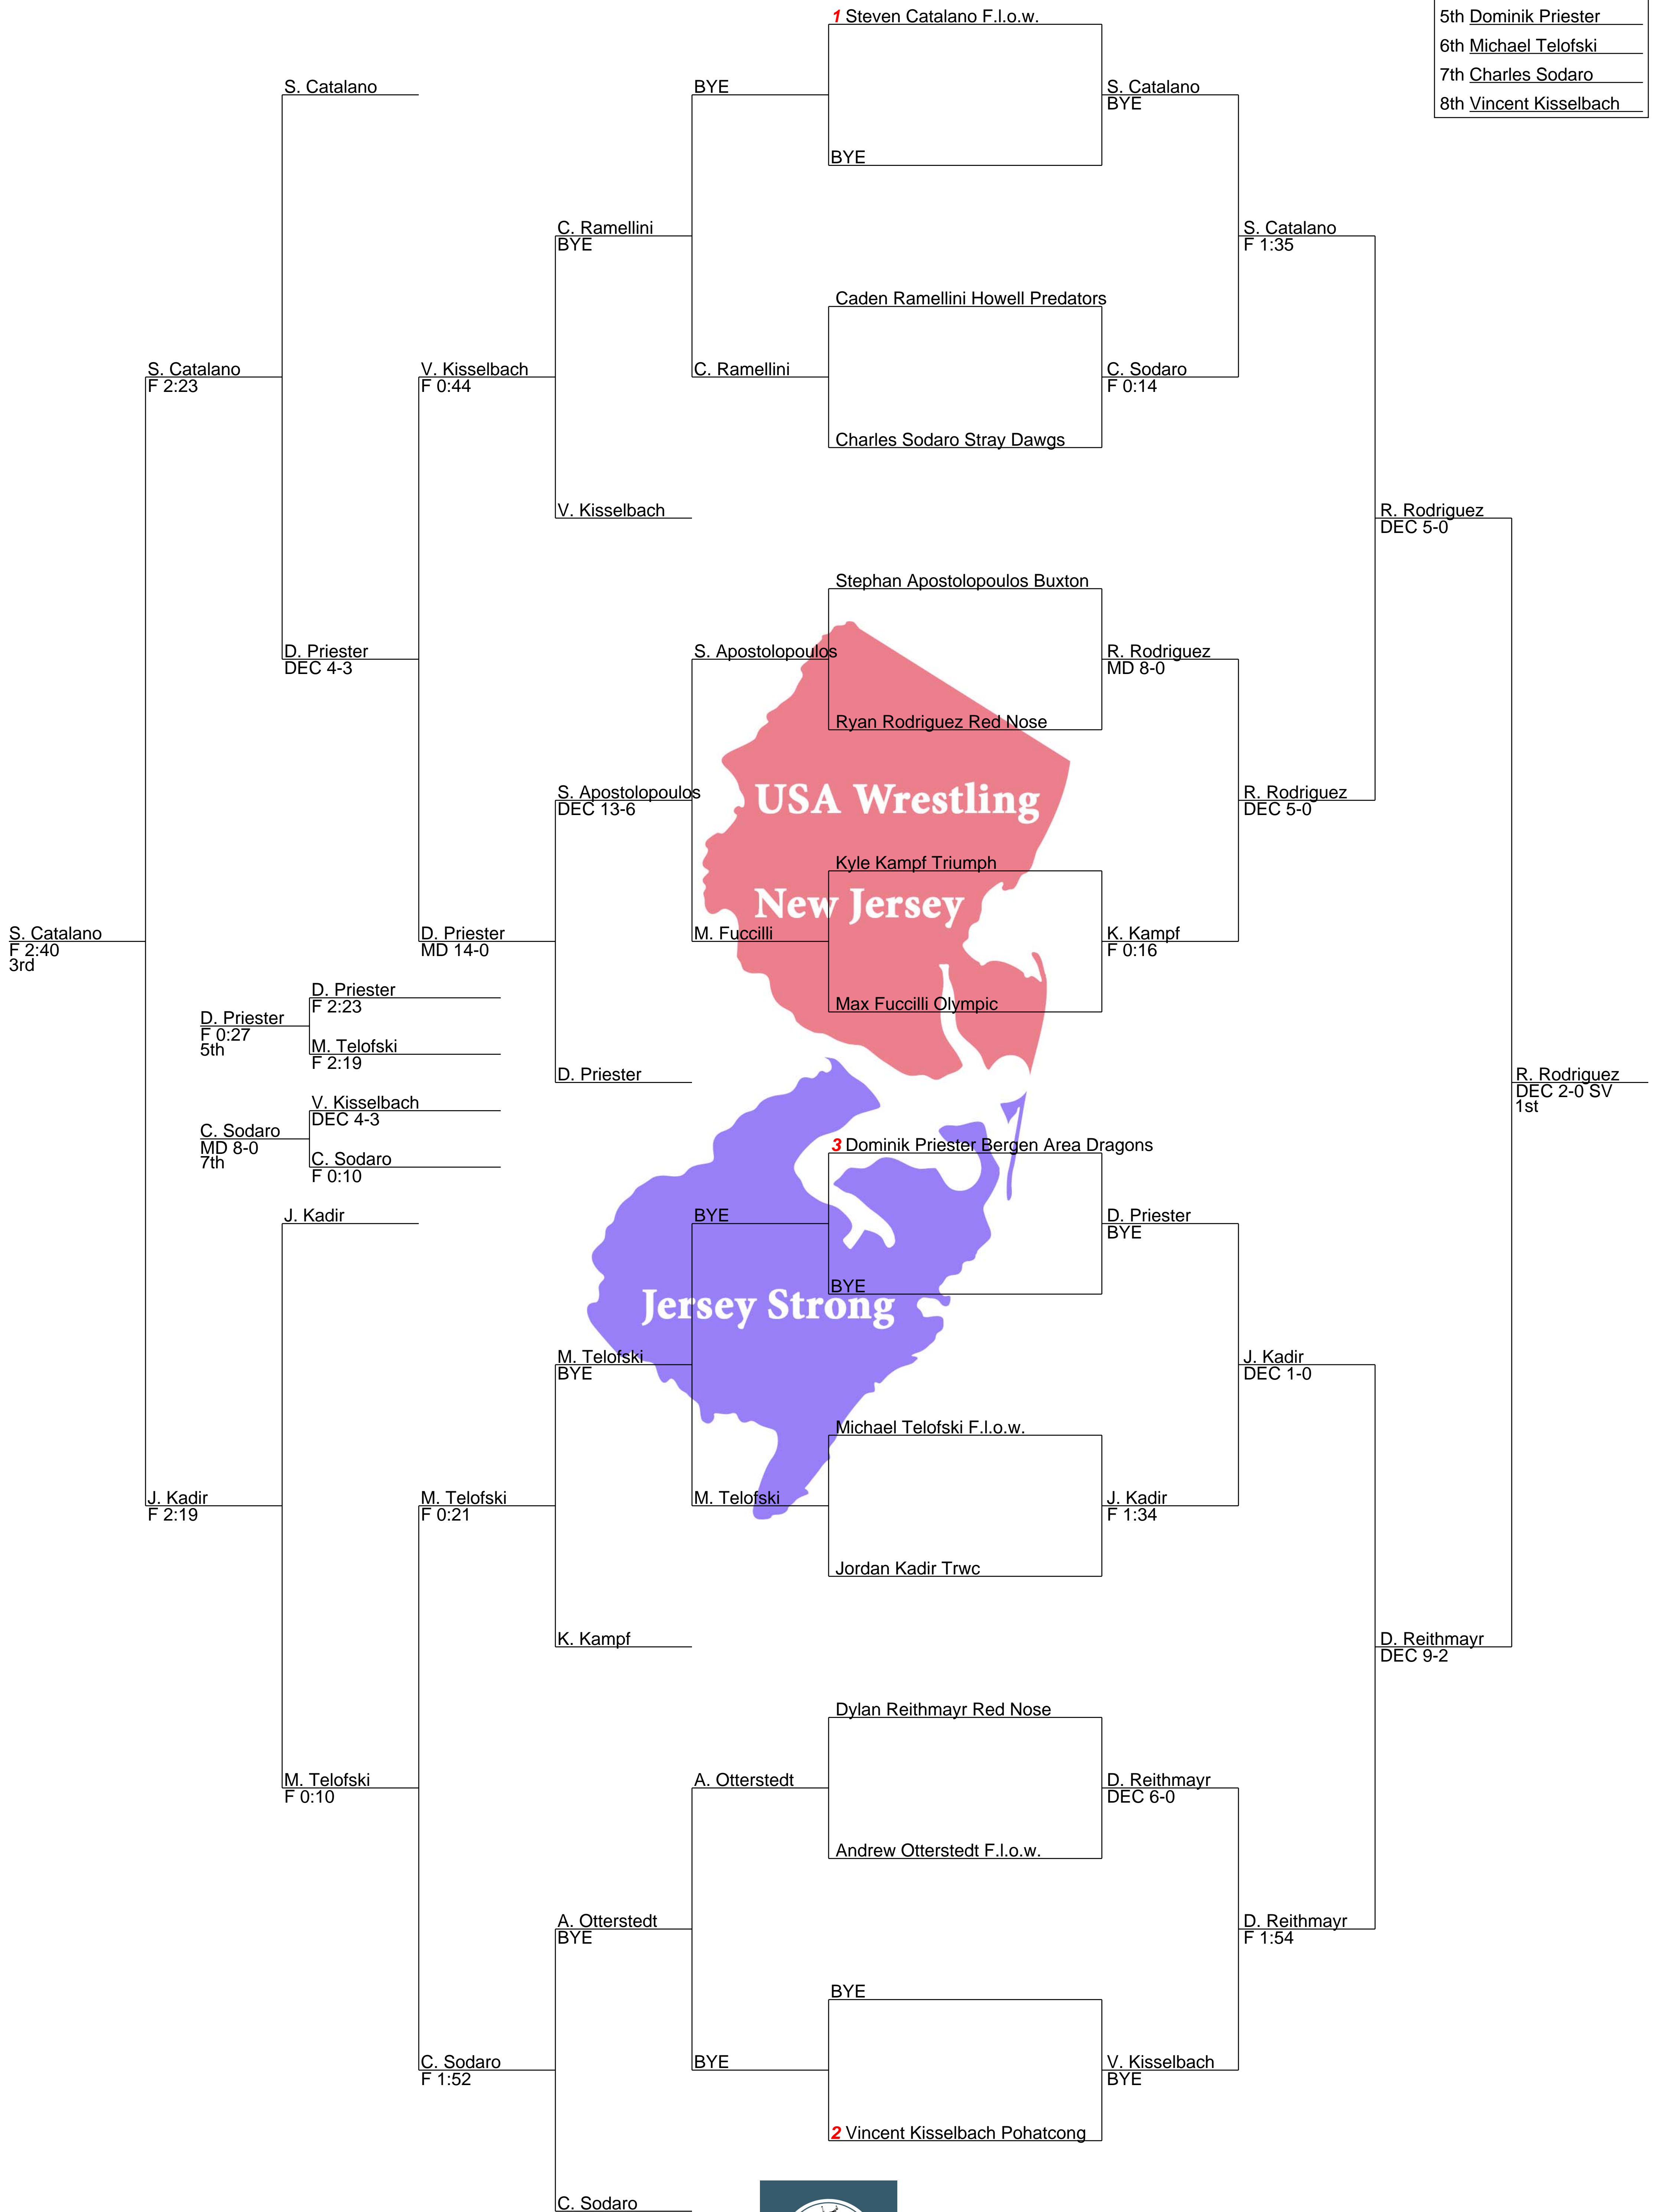 1 Steven Catalano F.l.o.w.
5th Dominik Priester
6th Michael Telofski
7th Charles Sodaro
8th Vincent Kisselbach
S. Catalano
BYE
S. Catalano
BYE
BYE
C. Ramellini
BYE
S. Catalano
F 1:35
Caden Ramellini Howell Predators
S. Catalano
F 2:23
V. Kisselbach
F 0:44
C. Ramellini
C. Sodaro
F 0:14
Charles Sodaro Stray Dawgs
V. Kisselbach
R. Rodriguez
DEC 5-0
Stephan Apostolopoulos Buxton
D. Priester
DEC 4-3
S. Apostolopoulos
R. Rodriguez
MD 8-0
Ryan Rodriguez Red Nose
USA Wrestling
S. Apostolopoulos
DEC 13-6
R. Rodriguez
DEC 5-0
Kyle Kampf Triumph
New Jersey
S. Catalano
F 2:40
3rd
D. Priester
MD 14-0
M. Fuccilli
K. Kampf
F 0:16
D. Priester
F 2:23
Max Fuccilli Olympic
D. Priester
F 0:27
5th
M. Telofski
F 2:19
D. Priester
R. Rodriguez
DEC 2-0 SV
1st
V. Kisselbach
DEC 4-3
C. Sodaro
MD 8-0
7th
3 Dominik Priester Bergen Area Dragons
C. Sodaro
F 0:10
J. Kadir
BYE
D. Priester
BYE
BYE
Jersey Strong
M. Telofski
BYE
J. Kadir
DEC 1-0
Michael Telofski F.l.o.w.
J. Kadir
F 2:19
M. Telofski
F 0:21
M. Telofski
J. Kadir
F 1:34
Jordan Kadir Trwc
K. Kampf
D. Reithmayr
DEC 9-2
Dylan Reithmayr Red Nose
M. Telofski
F 0:10
A. Otterstedt
D. Reithmayr
DEC 6-0
Andrew Otterstedt F.l.o.w.
A. Otterstedt
BYE
D. Reithmayr
F 1:54
BYE
C. Sodaro
F 1:52
BYE
V. Kisselbach
BYE
2 Vincent Kisselbach Pohatcong
C. Sodaro